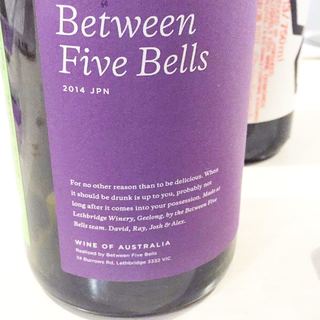 Between
Five Bells
2014 JPN
For no other reason than to be delicious. When
it should be drunk is up to you, probably not
long after it comes into your possession. Made at
Lethbridge Winery, Geelong, by the Between Five
Bells team. David, Ray, Josh & Alex.
WINE OF AUSTRALIA
Realised by Between Five Bells
Burrows Rd, Lethbridge 3332 VIC
750ml